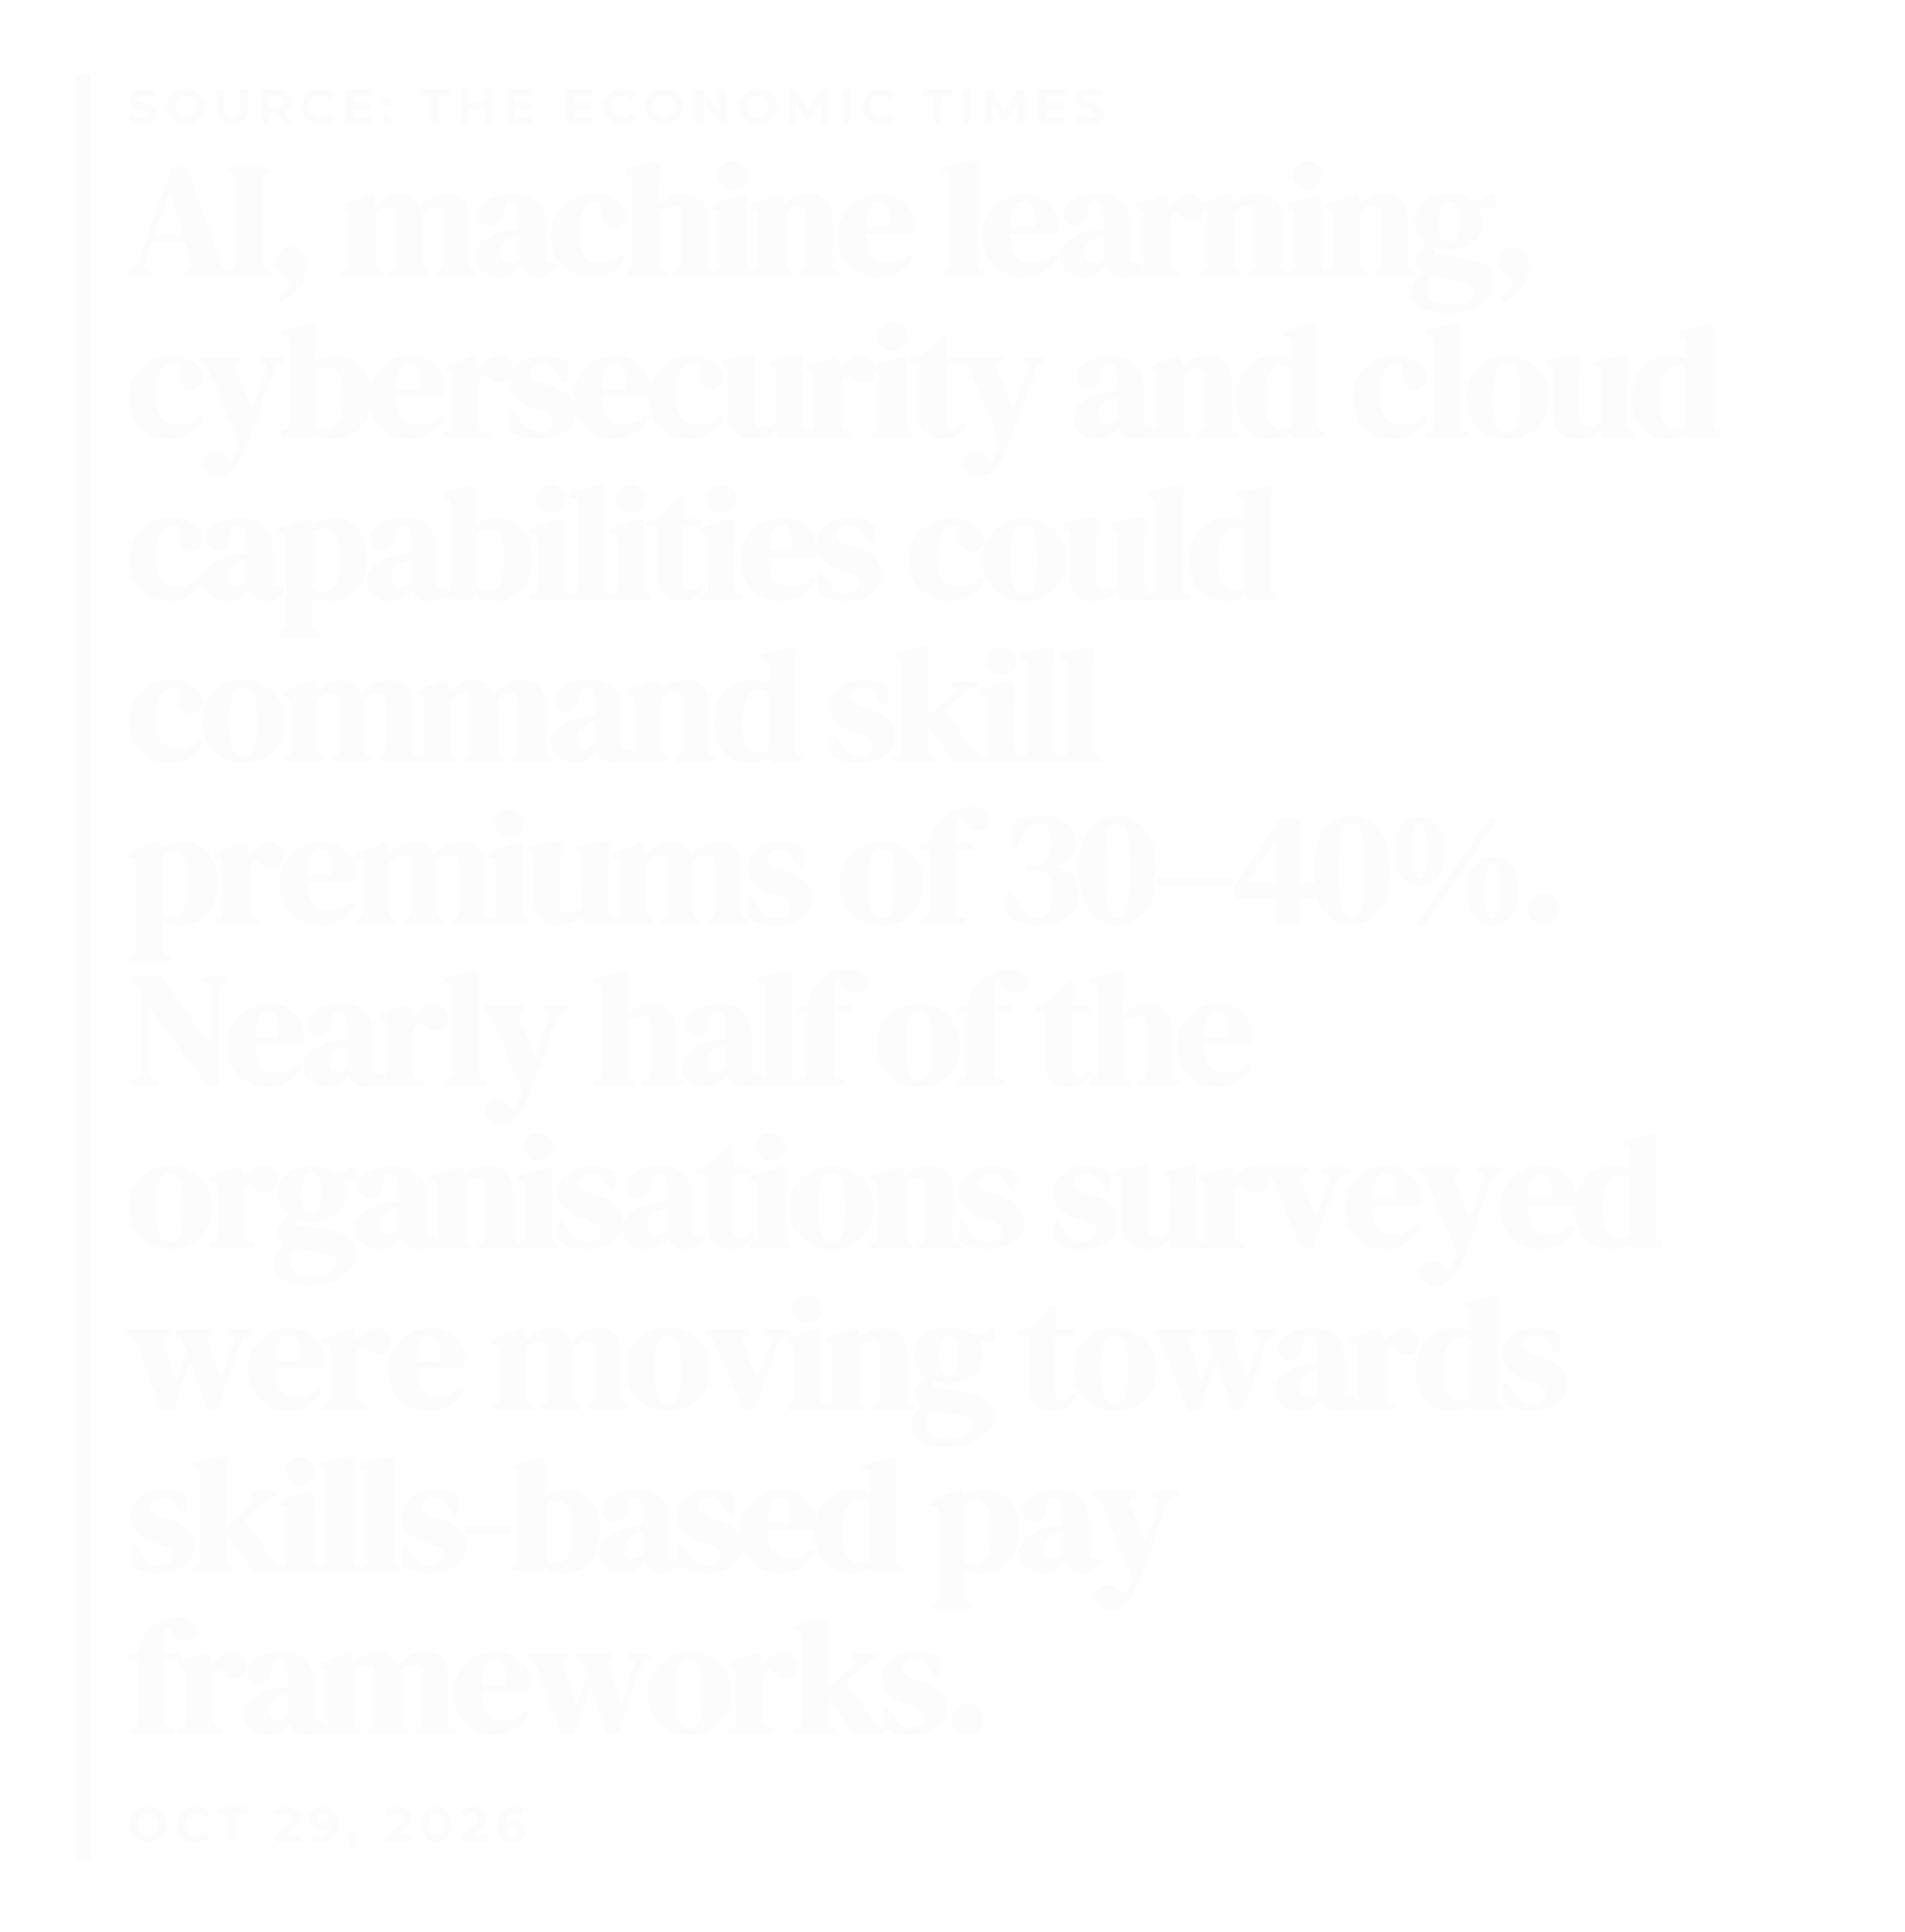 SOURCE: THE ECONOMIC TIMES
AI, machine learning,
cybersecurity and cloud
capabilities could
command skill
premiums of 30–40%.
Nearly half of the
organisations surveyed
were moving towards
skills-based pay
frameworks.
OCT 29, 2026